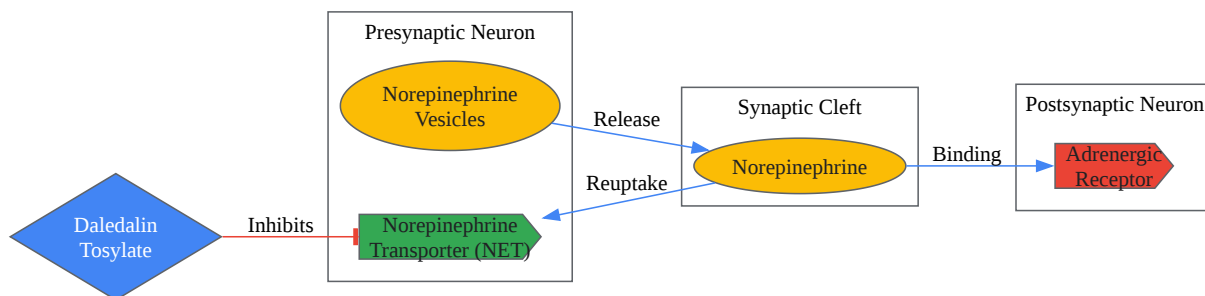 Presynaptic Neuron
Norepinephrine
Vesicles
Release
Synaptic Cleft
Norepinephrine
Postsynaptic Neuron
Binding
Adrenergic
Receptor
Reuptake
Daledalin
Tosylate
Inhibits
Norepinephrine
Transporter (NET)